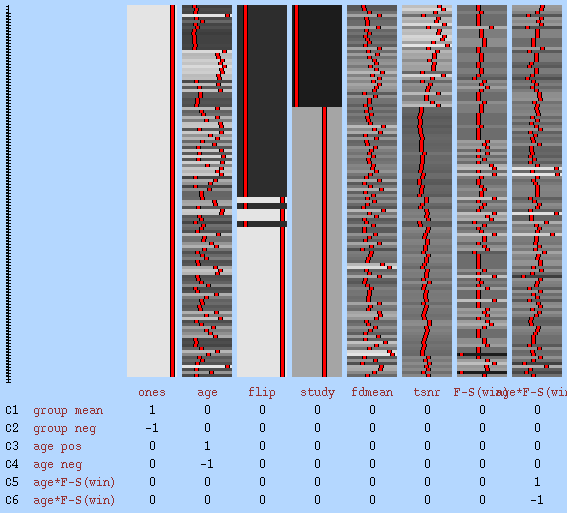 ones age flip study fdmean tsnr F-S(win) age*F-S(wi
C1 group mean 1 0 0 0 0 0 0 0
C2 group neg -1 0 0 0 0 0 0 0
C3 age pos 0 1 0 0 0 0 0 0
C4 age neg 0 -1 0 0 0 0 0 0
C5 age*F-S(win) 0 0 0 0 0 0 0 1
C6 age*F-S(win) 0 0 0 0 0 0 0 -1